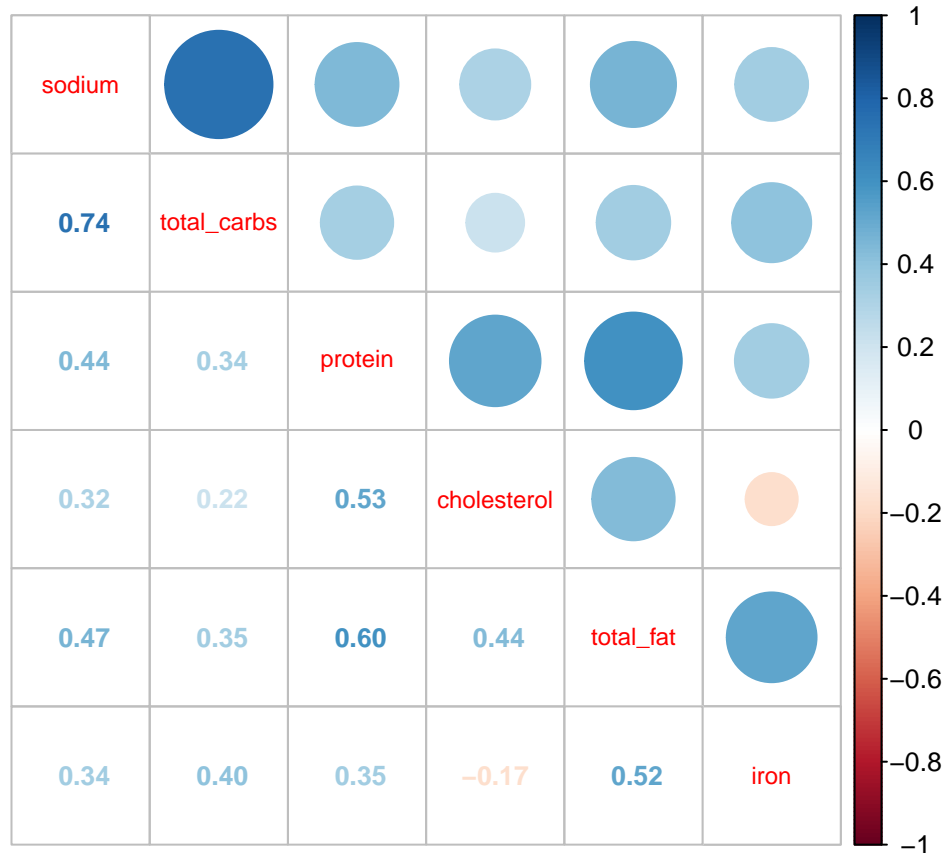 sodium
0.74 total_carbs
0.44 0.34 protein
0.32 0.22 0.53 cholesterol
0.47 0.35 0.60 0.44 total_fat
0.34 0.40 0.35 −0.17 0.52 iron
1
0.8
0.6
0.4
0.2
0
−0.2
−0.4
−0.6
−0.8
−1